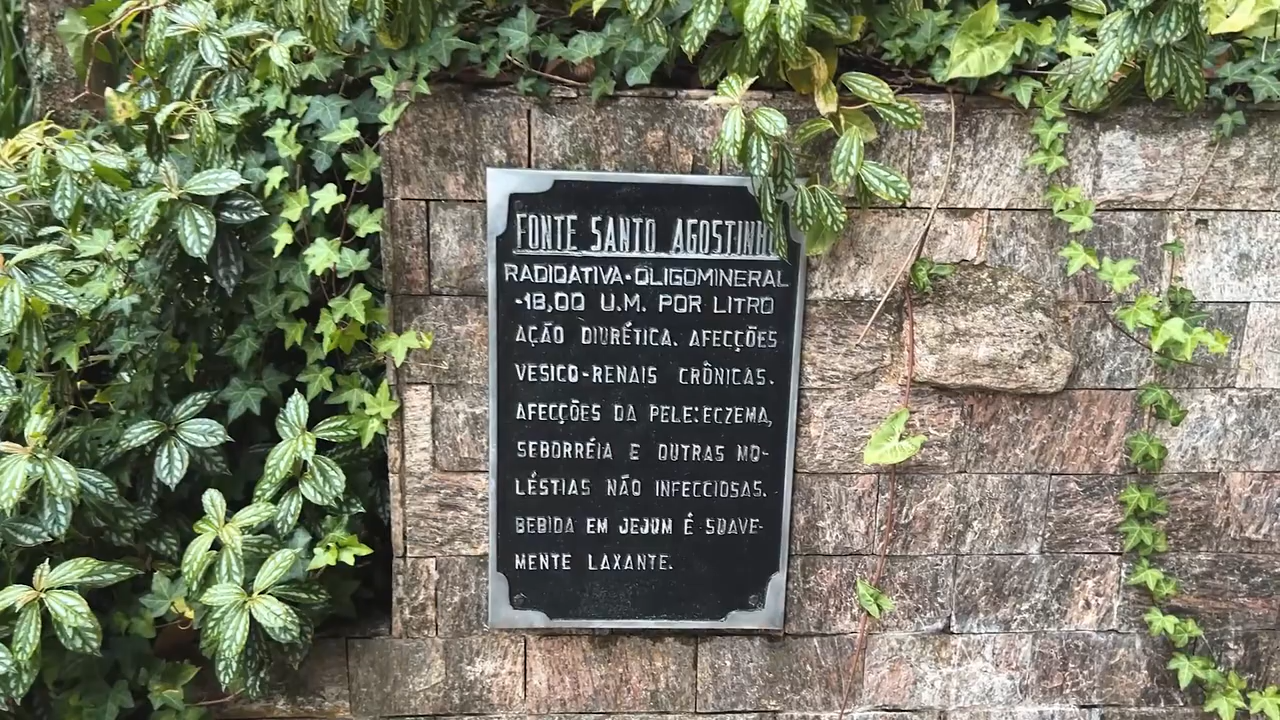 FONTE SANTO AGOSTINHO
RADIOATIVA-OLIGOMINERAL
-18,00 U.M. POR LITRO
AÇÃO DIURÉTICA. AFECÇÕES
VESICO-RENAIS CRÔNICAS.
AFECÇÕES DA PELE:ECZEMA,
SEBORRÉIA E OUTRAS MO-
LÉSTIAS NÃO INFECCIOSAS.
BEBIDA EM JEJUM É SUAVE-
MENTE LAXANTE.